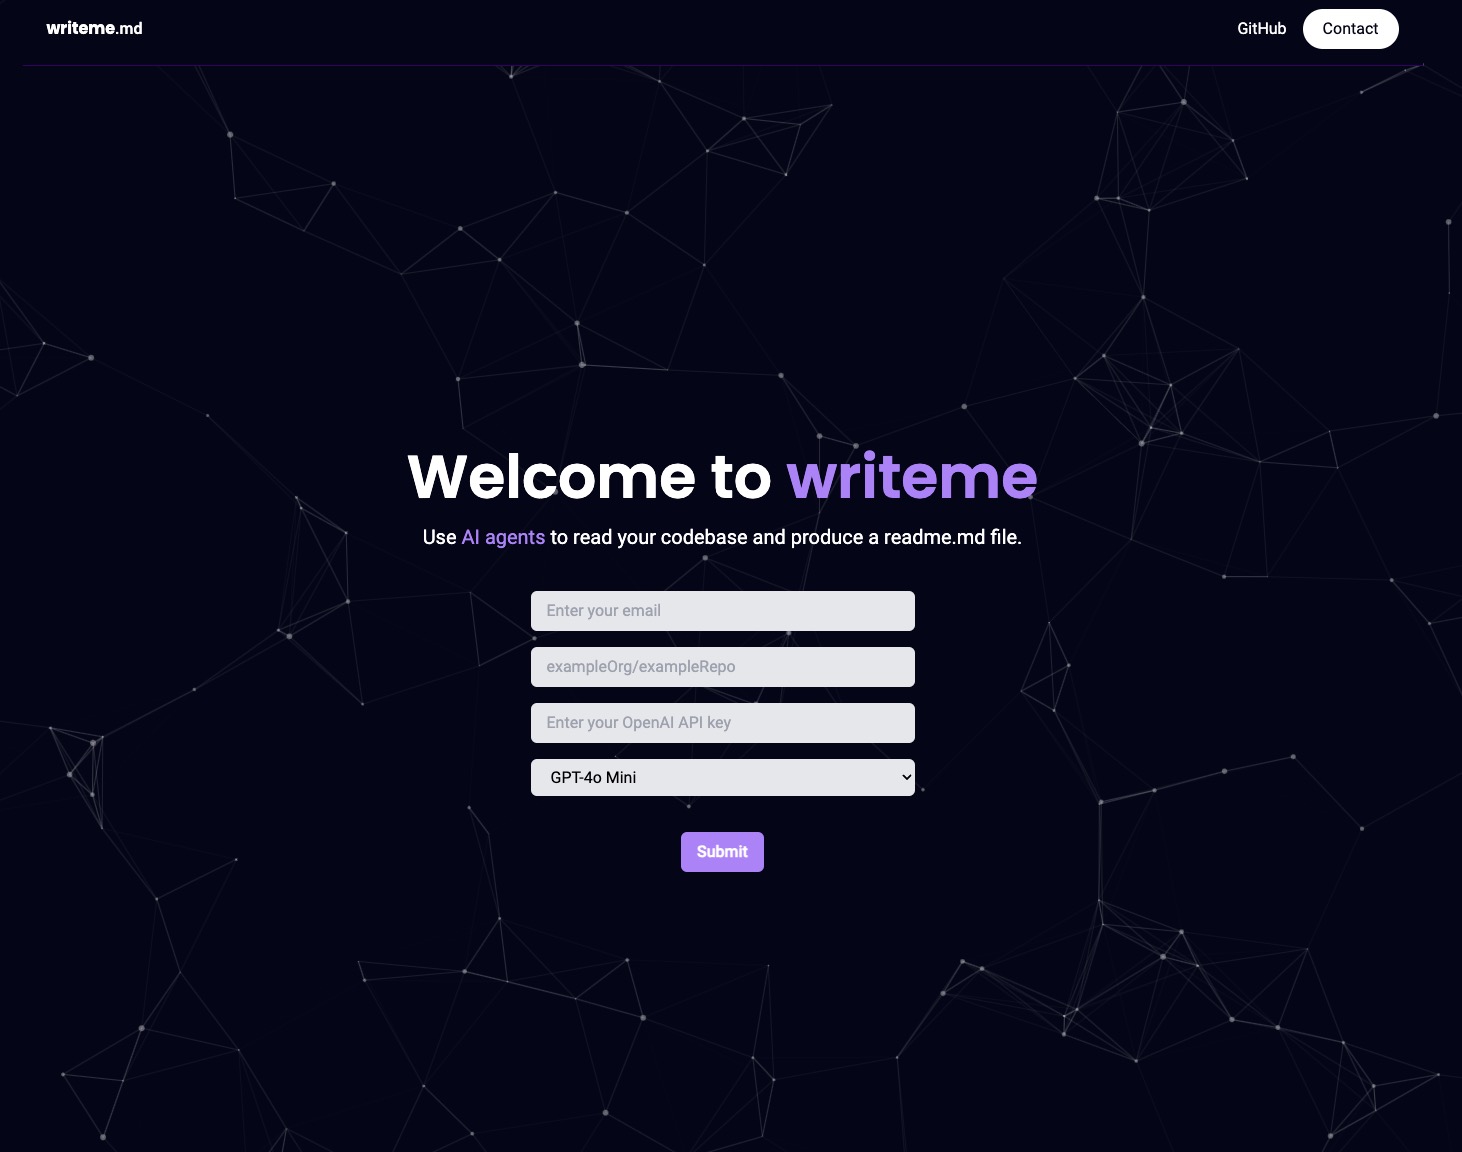 writeme.md
GitHub
Contact
Welcome to writeme
Use AI agents to read your codebase and produce a readme.md file.
Enter your email
exampleOrg/exampleRepo
Enter your OpenAI API key
GPT-4o Mini
Submit